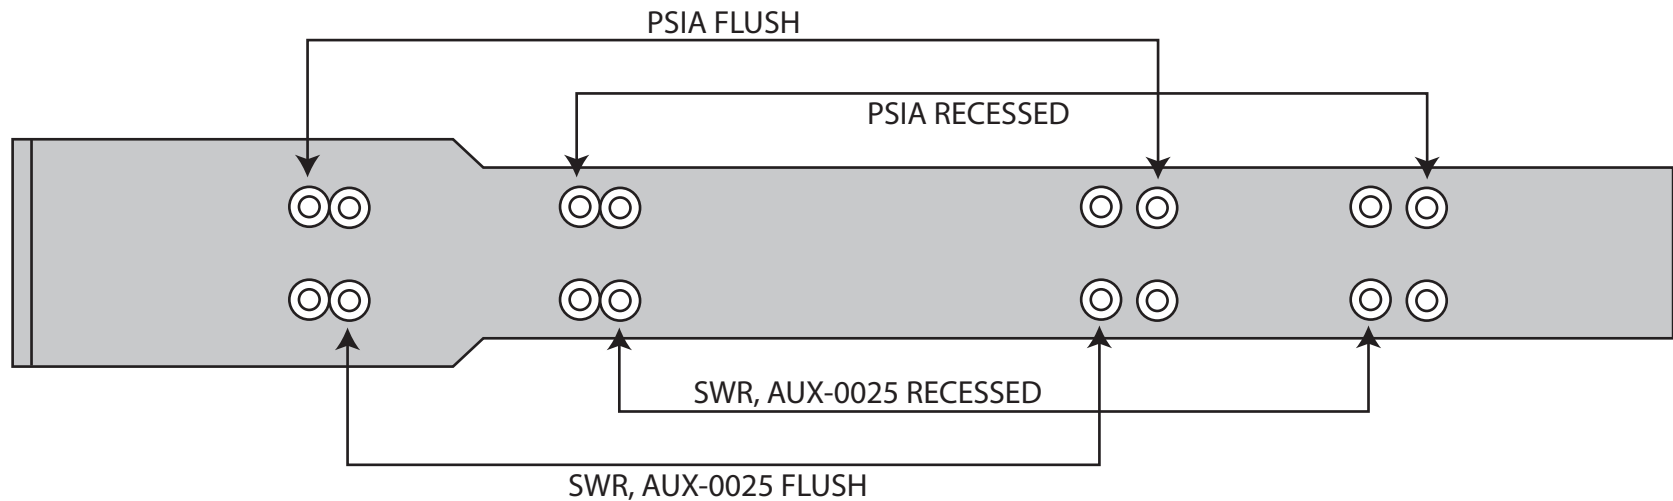 PSIA FLUSH
PSIA RECESSED
SWR, AUX-0025 RECESSED
SWR, AUX-0025 FLUSH